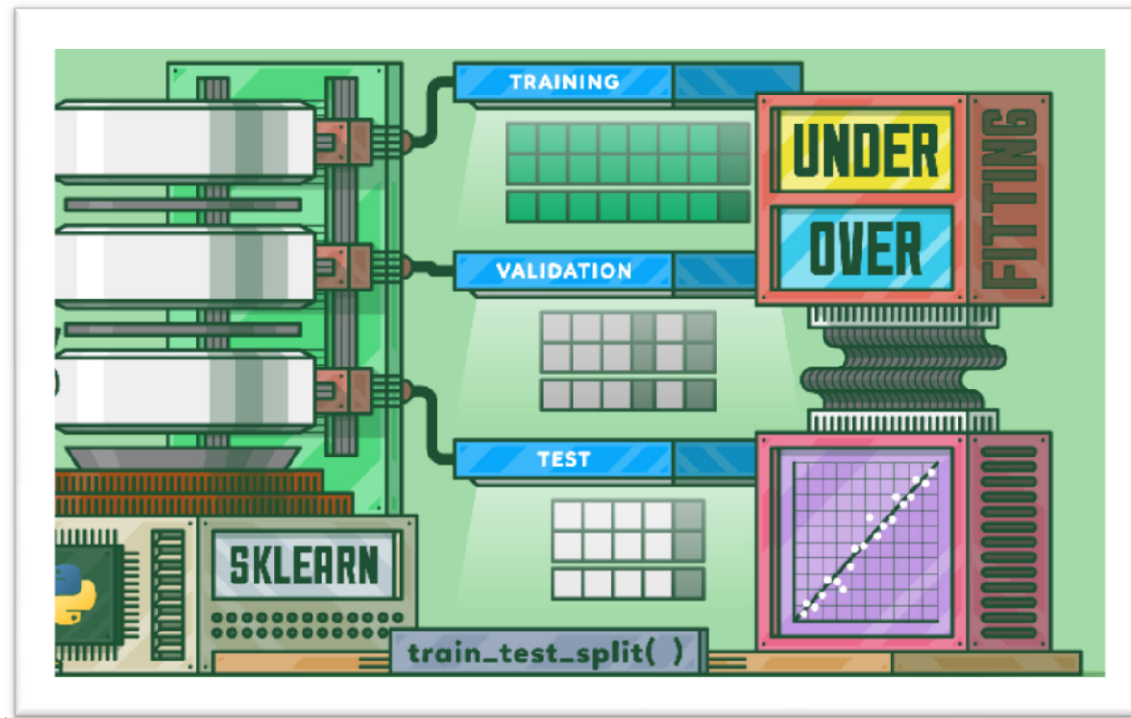 TRAINING
UNDER
OVER
FITTING
VALIDATION
TEST
SKLEARN
train_test_split( )